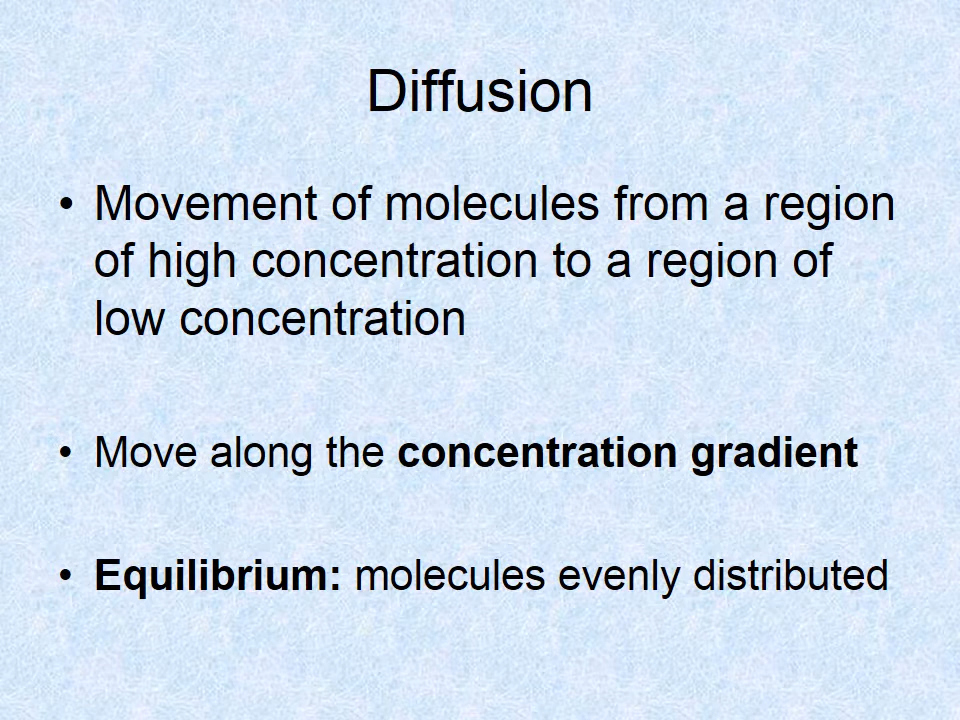 Diffusion
• Movement of molecules from a region
of high concentration to a region of
low concentration
• Move along the concentration gradient
• Equilibrium: molecules evenly distributed